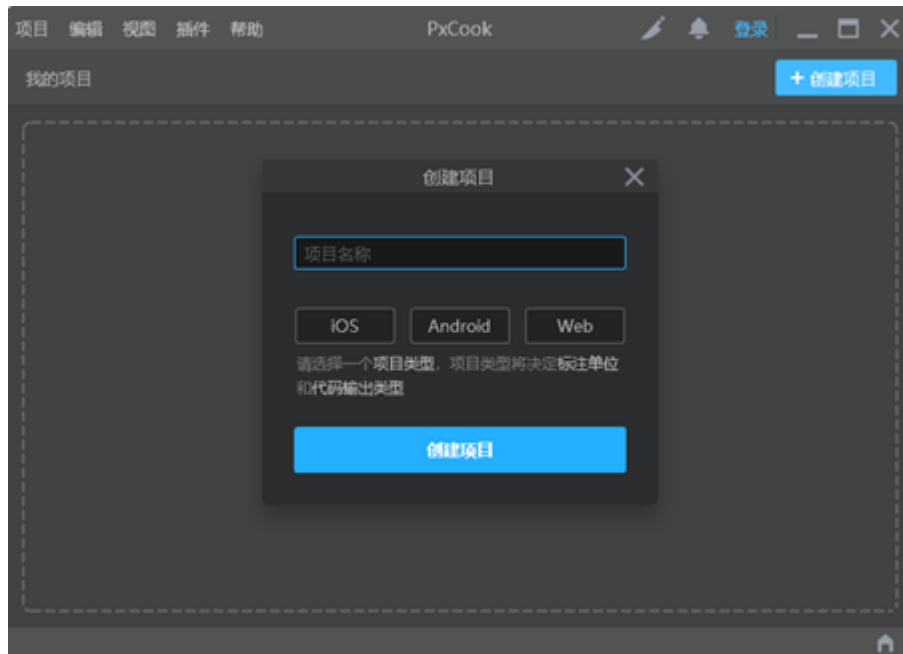 项目 编辑 视图 插件 帮助 PxCook 登录
我的项目 + 创建项目
创建项目
项目名称
iOS Android Web
请选择一个项目类型，项目类型将决定标注单位
和代码输出类型
创建项目